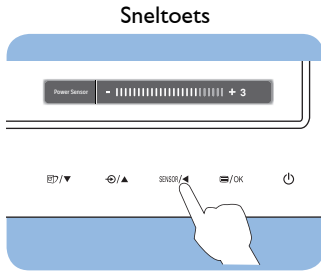 Sneltoets
Power Sensor - + 3
/▼ /▲ SENSOR/◀ /OK